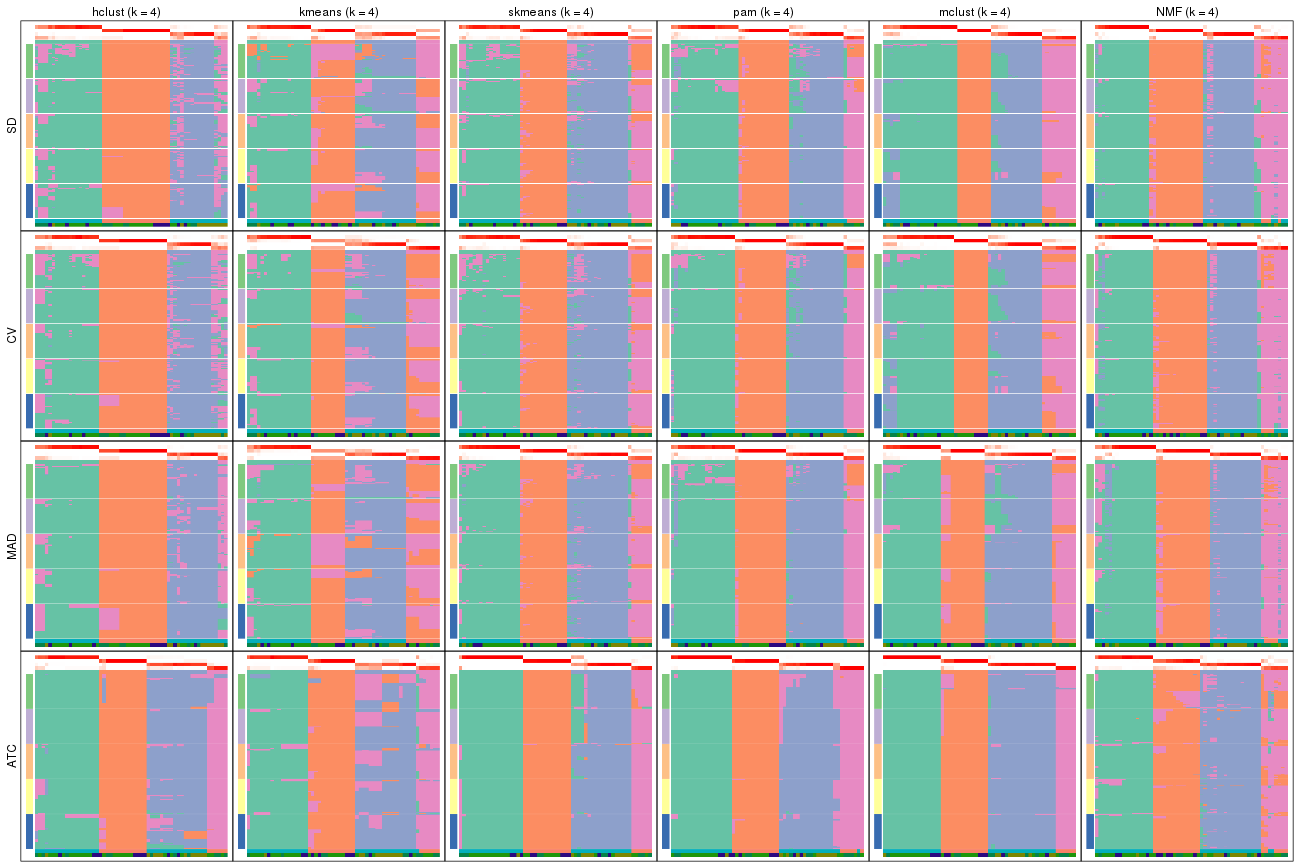 hclust (k = 4)
kmeans (k = 4)
skmeans (k = 4)
pam (k = 4)
mclust (k = 4)
NMF (k = 4)
SD
CV
MAD
ATC